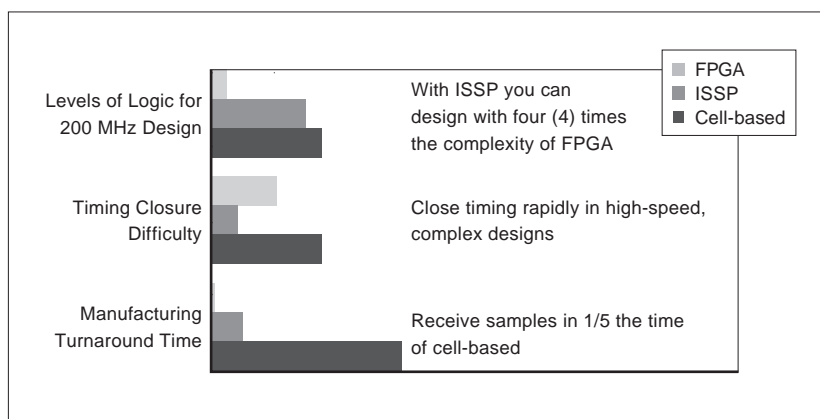 FPGA
ISSP
Cell-based
Levels of Logic for
200 MHz Design
With ISSP you can
design with four (4) times
the complexity of FPGA
Timing Closure
Difficulty
Close timing rapidly in high-speed,
complex designs
Manufacturing
Turnaround Time
Receive samples in 1/5 the time
of cell-based